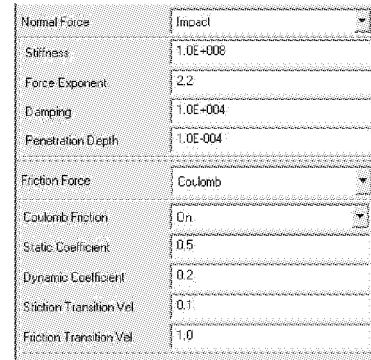 Normal Force Impact
Stiffness 1.0E+008
Force Exponent 2.2
Damping 1.0E+004
Penetration Depth 1.0E-004
Friction Force Coulomb
Coulomb Friction On
Static Coefficient 0.5
Dynamic Coefficient 0.2
Stiction Transition Vel. 0.1
Friction Transition Vel. 1.0